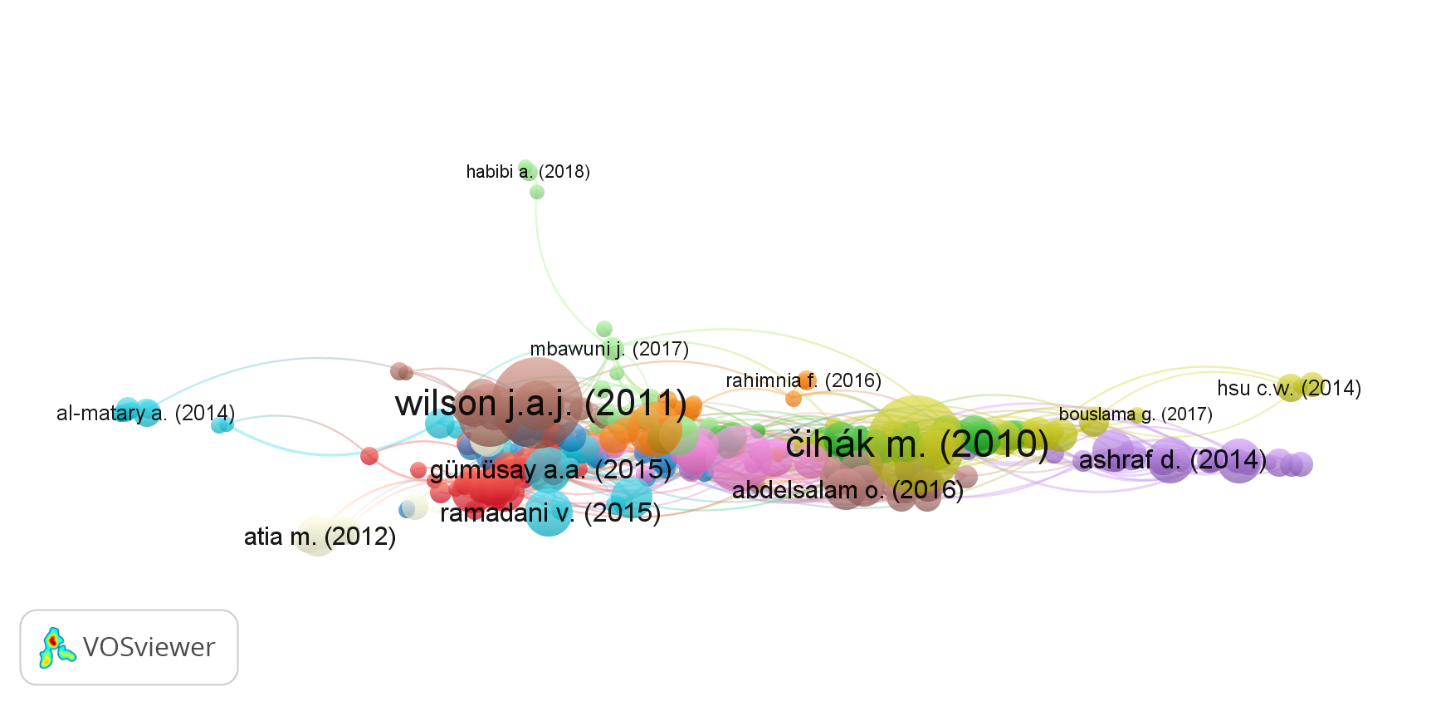 habibi a. (2018)
mbawuni j. (2017)
rahimnia f. (2016)
hsu c.w. (2014)
wilson j.a.j. (2011)
al-matary a. (2014)
bouslama g. (2017)
čihák m. (2010)
ashraf d. (2014)
gümüsay a.a. (2015)
abdelsalam o. (2016)
ramadani v. (2015)
atia m. (2012)
VOSviewer